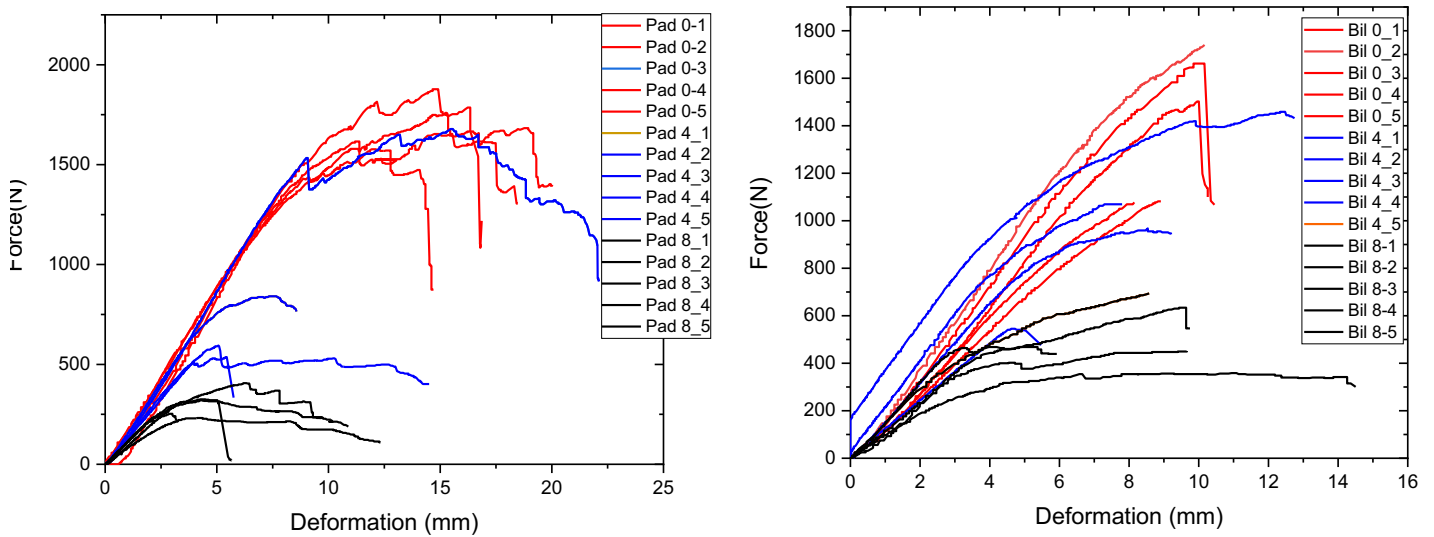 2000
1500
1000
500
0
0
5
10
15
20
25
Force(N)
Deformation (mm)
Pad 0-1
Pad 0-2
Pad 0-3
Pad 0-4
Pad 0-5
Pad 4_1
Pad 4_2
Pad 4_3
Pad 4_4
Pad 4_5
Pad 8_1
Pad 8_2
Pad 8_3
Pad 8_4
Pad 8_5
1800
1600
1400
1200
1000
800
600
400
200
0
0
2
4
6
8
10
12
14
16
Force(N)
Deformation (mm)
Bil 0_1
Bil 0_2
Bil 0_3
Bil 0_4
Bil 0_5
Bil 4_1
Bil 4_2
Bil 4_3
Bil 4_4
Bil 4_5
Bil 8-1
Bil 8-2
Bil 8-3
Bil 8-4
Bil 8-5